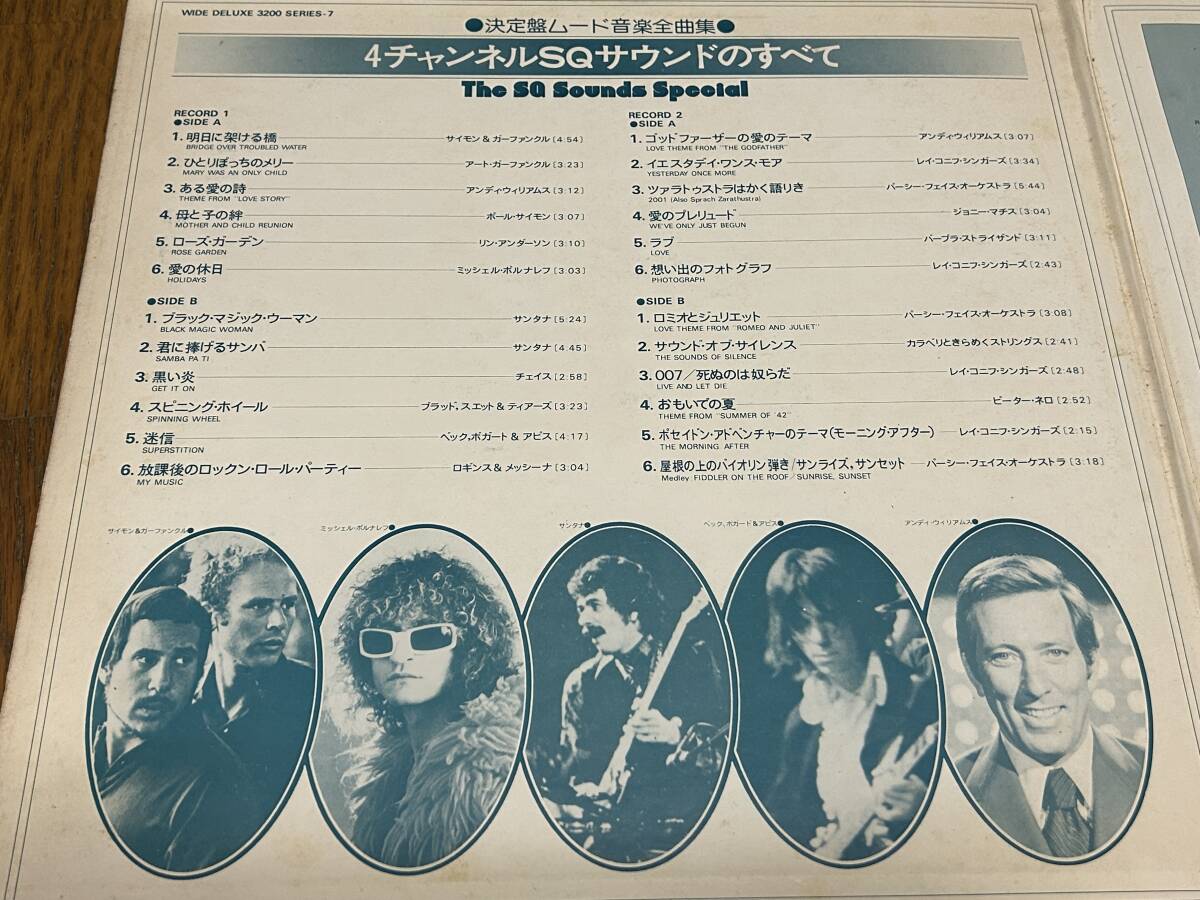 WIDE DELUXE 3200 SERIES-7
●決定盤ムード音楽全曲集●
4チャンネルSQサウンドのすべて
The SQ Sounds Special
RECORD 1
●SIDE A
1. 明日に架ける橋 サイモン&ガーファンクル〔4:54〕
BRIDGE OVER TROUBLED WATER
2. ひとりぼっちのメリー アート・ガーファンクル〔3:23〕
MARY WAS AN ONLY CHILD
3. ある愛の詩 アンディ・ウィリアムス〔3:12〕
THEME FROM "LOVE STORY"
4. 母と子の絆 ポール・サイモン〔3:07〕
MOTHER AND CHILD REUNION
5. ローズ・ガーデン リン・アンダーソン〔3:10〕
ROSE GARDEN
6. 愛の休日 ミッシェル・ポルナレフ〔3:03〕
HOLIDAYS
●SIDE B
1. ブラック・マジック・ウーマン サンタナ〔5:24〕
BLACK MAGIC WOMAN
2. 君に捧げるサンバ サンタナ〔4:45〕
SAMBA PA TI
3. 黒い炎 チェイス〔2:58〕
GET IT ON
4. スピニング・ホイール ブラッド,スエット&ティアーズ〔3:23〕
SPINNING WHEEL
5. 迷信 ベック,ボガート&アピス〔4:17〕
SUPERSTITION
6. 放課後のロックン・ロール・パーティー ロギンス&メッシーナ〔3:04〕
MY MUSIC
RECORD 2
●SIDE A
1. ゴッドファーザーの愛のテーマ アンディ・ウィリアムス〔3:07〕
LOVE THEME FROM "THE GODFATHER"
2. イエスタデイ・ワンス・モア レイ・コニフ・シンガーズ〔3:34〕
YESTERDAY ONCE MORE
3. ツァラトゥストラはかく語りき パーシー・フェイス・オーケストラ〔5:44〕
2001 (Also Sprach Zarathustra)
4. 愛のプレリュード ジョニー・マチス〔3:04〕
WE'VE ONLY JUST BEGUN
5. ラブ バーブラ・ストライザンド〔3:11〕
LOVE
6. 想い出のフォトグラフ レイ・コニフ・シンガーズ〔2:43〕
PHOTOGRAPH
●SIDE B
1. ロミオとジュリエット パーシー・フェイス・オーケストラ〔3:08〕
LOVE THEME FROM "ROMEO AND JULIET"
2. サウンド・オブ・サイレンス カラベリときらめくストリングス〔2:41〕
THE SOUNDS OF SILENCE
3. 007/死ぬのは奴らだ レイ・コニフ・シンガーズ〔2:48〕
LIVE AND LET DIE
4. おもいでの夏 ピーター・ネロ〔2:52〕
THEME FROM "SUMMER OF '42"
5. ポセイドン・アドベンチャーのテーマ(モーニング・アフター) レイ・コニフ・シンガーズ〔2:15〕
THE MORNING AFTER
6. 屋根の上のバイオリン弾き/サンライズ,サンセット パーシー・フェイス・オーケストラ〔3:18〕
Medley FIDDLER ON THE ROOF/SUNRISE, SUNSET
サイモン&ガーファンクル●
ミッシェル・ポルナレフ●
サンタナ●
ベック,ボガード&アピス●
アンディ・ウィリアムス●